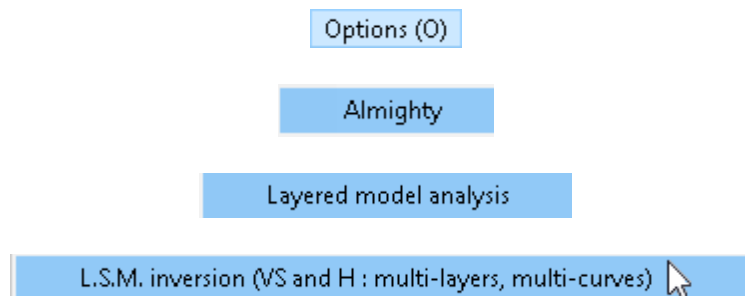 Options (O)
Almighty
Layered model analysis
L.S.M. inversion (VS and H : multi-layers, multi-curves)